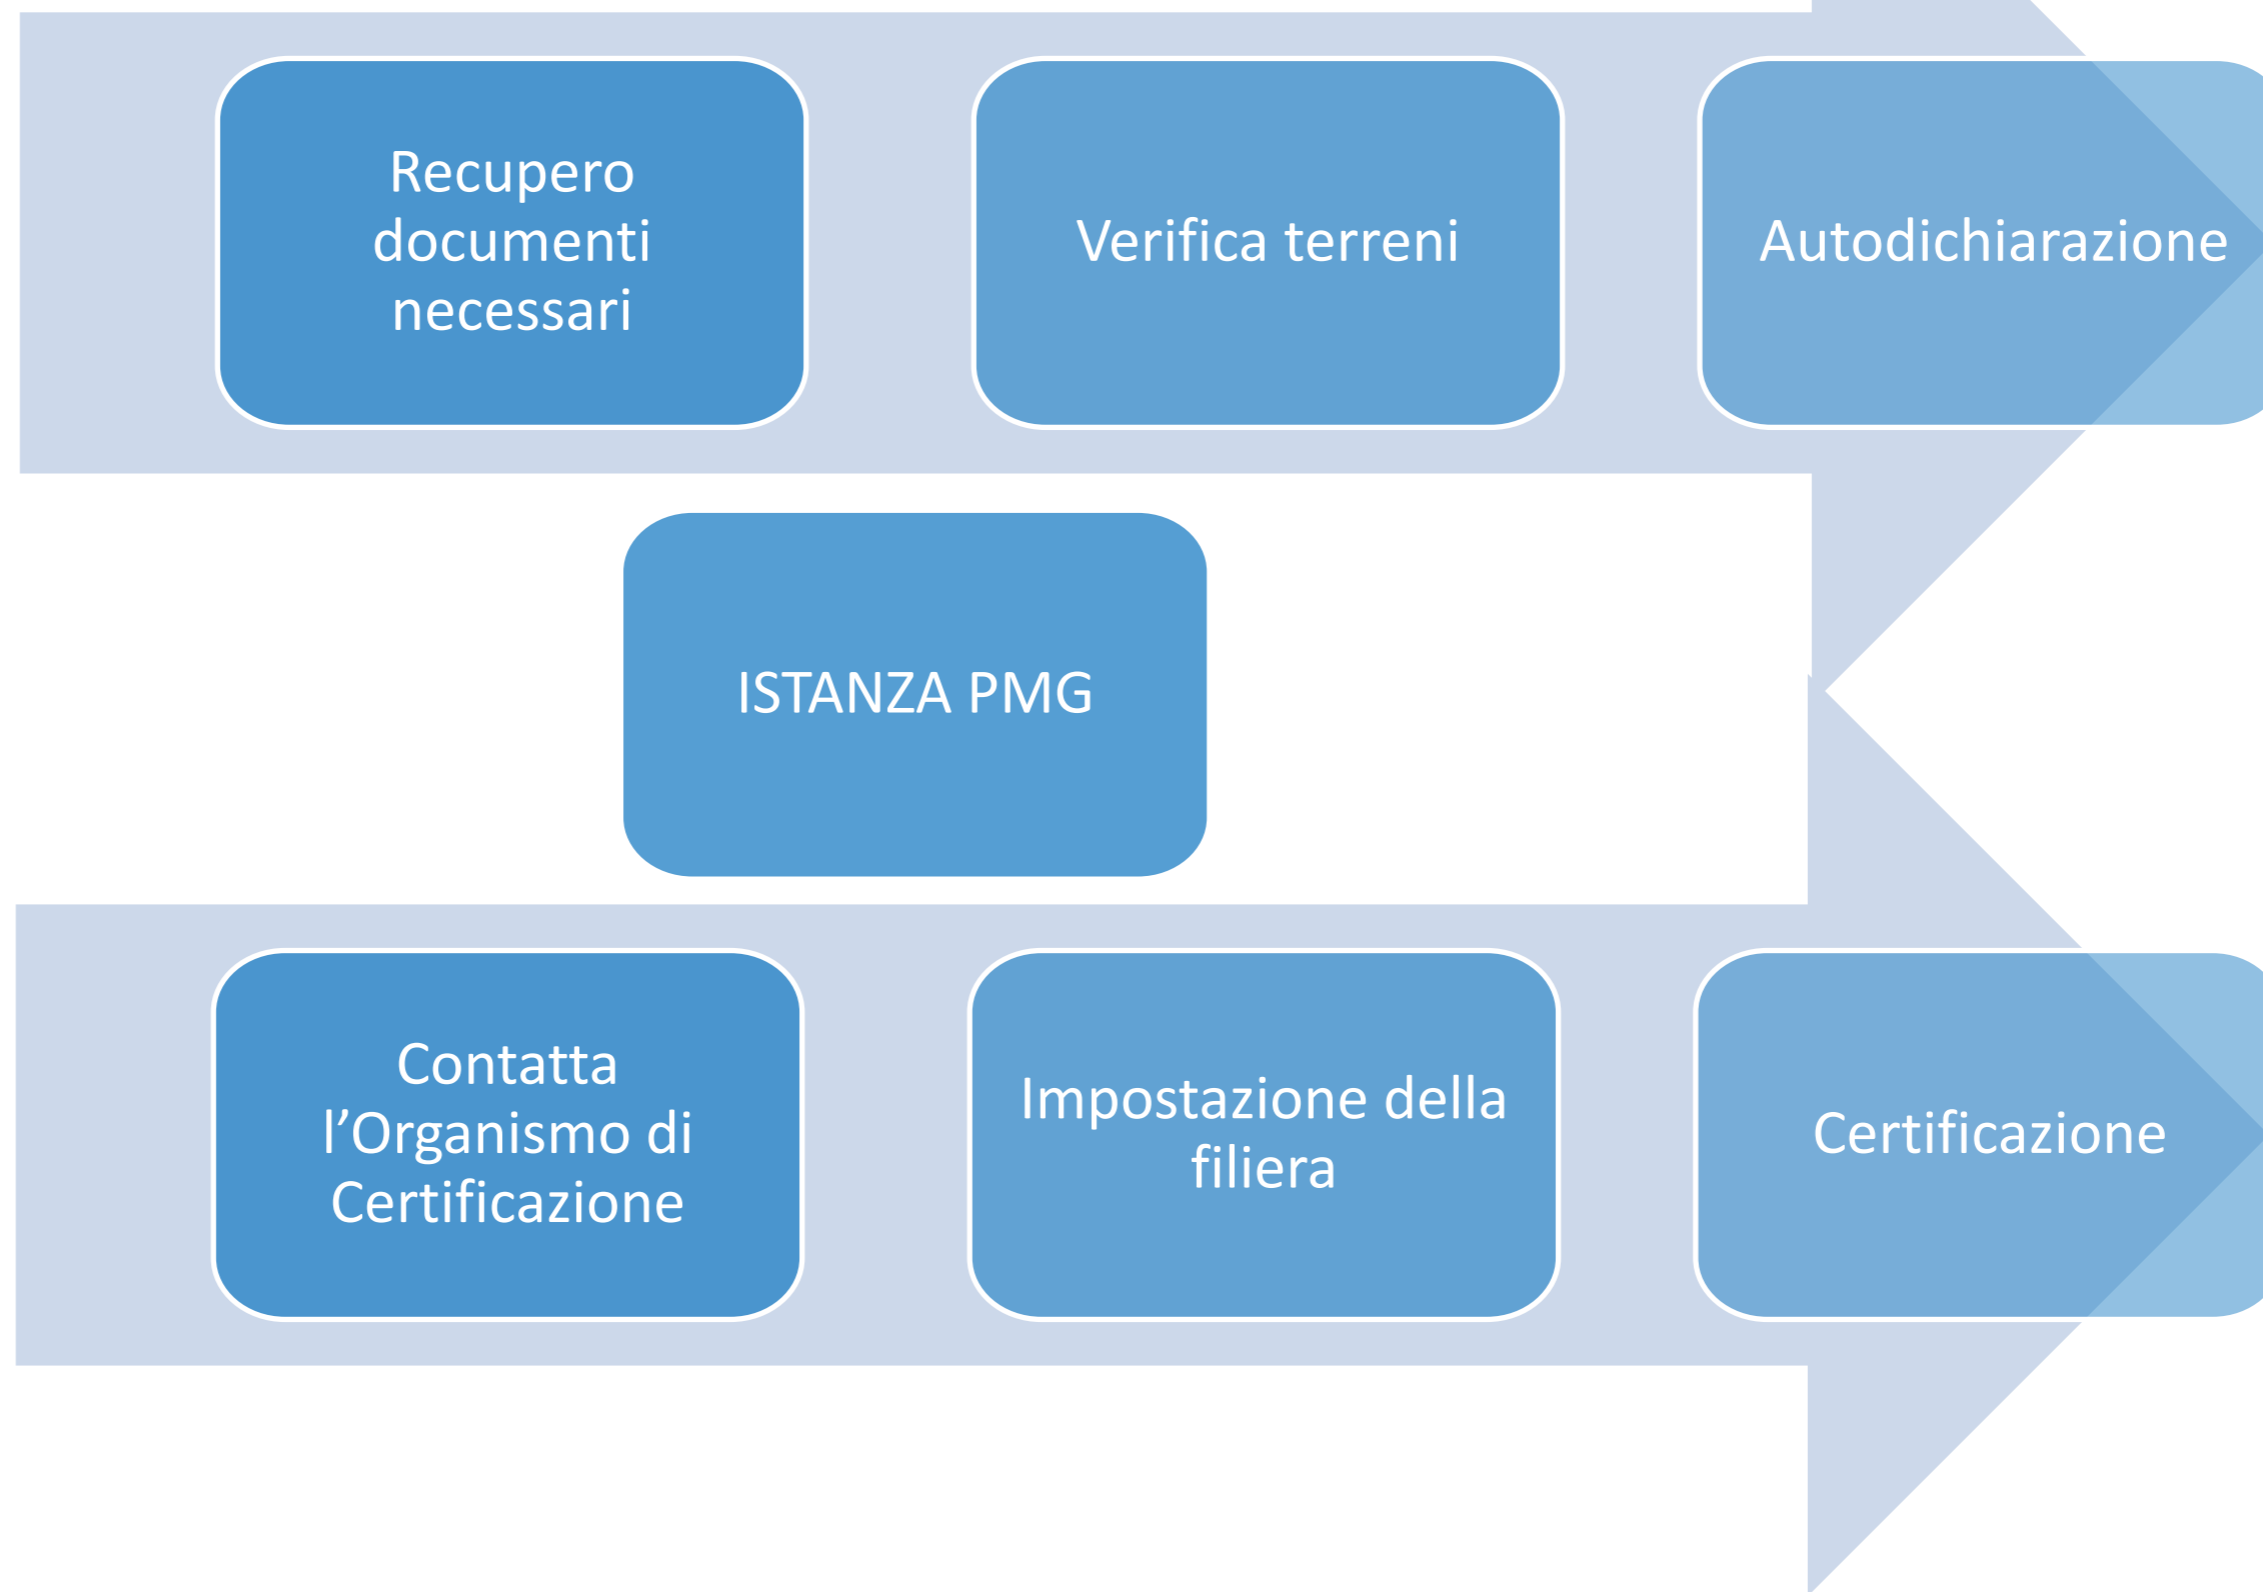 Recupero
documenti
necessari
Verifica terreni
Autodichiarazione
ISTANZA PMG
Contatta
l’Organismo di
Certificazione
Impostazione della
filiera
Certificazione